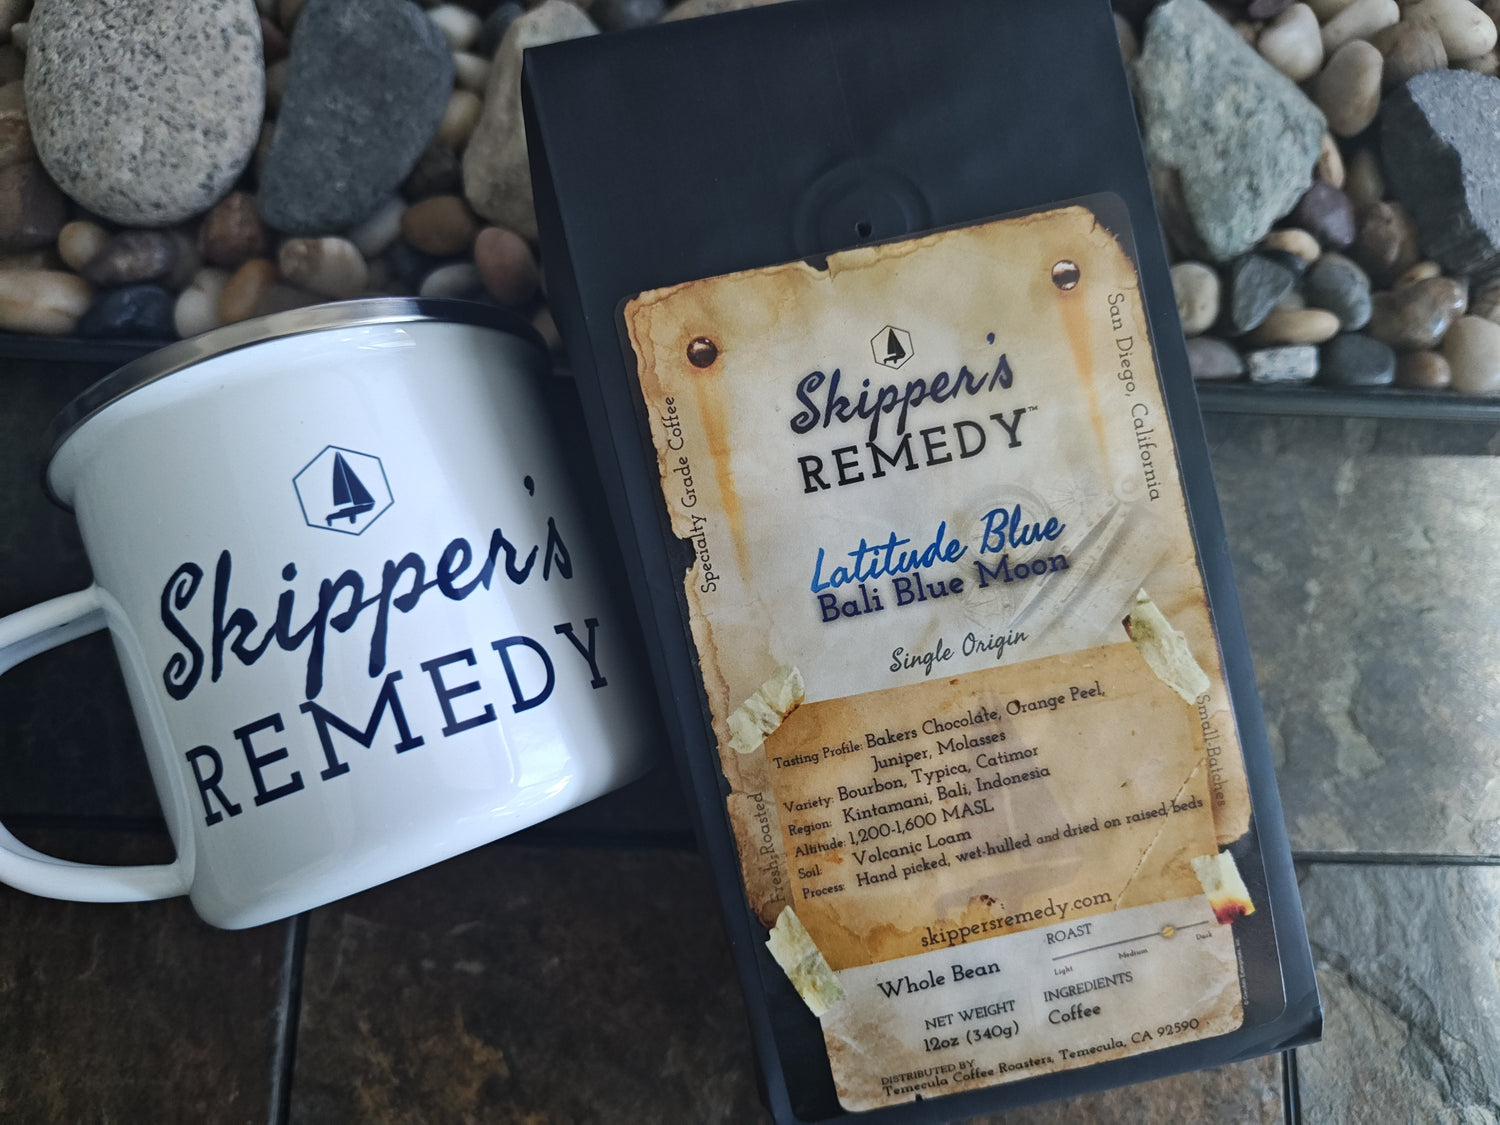 Skipper's
REMEDY
Skipper's
REMEDY™
Latitude Blue
Bali Blue Moon
Single Origin
Specialty Grade Coffee
San Diego, California
Fresh Roasted
Small-Batches
Tasting Profile: Bakers Chocolate, Orange Peel,
Juniper, Molasses
Variety: Bourbon, Typica, Catimor
Region: Kintamani, Bali, Indonesia
Altitude: 1,200-1,600 MASL
Soil: Volcanic Loam
Process: Hand picked, wet-hulled and dried on raised beds
skippersremedy.com
Whole Bean
ROAST
Light Medium Dark
NET WEIGHT
12oz (340g)
INGREDIENTS
Coffee
DISTRIBUTED BY
Temecula Coffee Roasters, Temecula, CA 92590